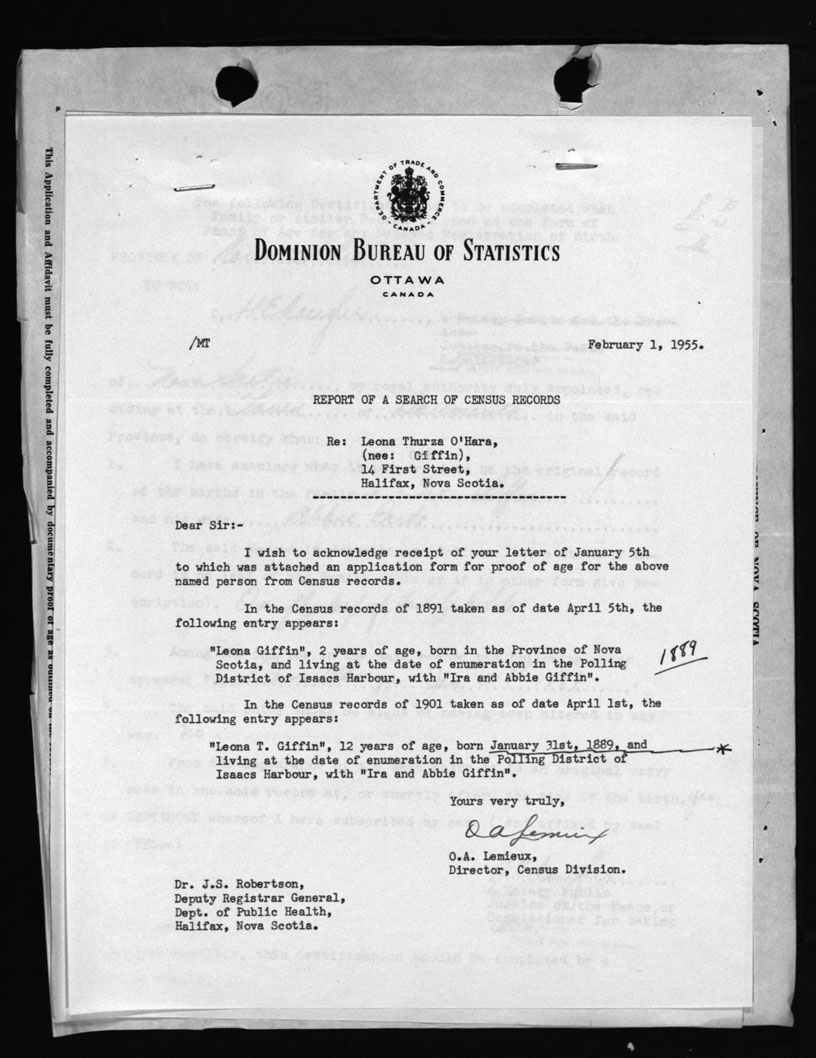 DEPARTMENT OF TRADE AND COMMERCE
CANADA
DOMINION BUREAU OF STATISTICS
OTTAWA
CANADA
/MT
February 1, 1955.
REPORT OF A SEARCH OF CENSUS RECORDS
Re: Leona Thurza O'Hara,
(nee: Giffin),
14 First Street,
Halifax, Nova Scotia.
Dear Sir:-
I wish to acknowledge receipt of your letter of January 5th
to which was attached an application form for proof of age for the above
named person from Census records.
In the Census records of 1891 taken as of date April 5th, the
following entry appears:
"Leona Giffin", 2 years of age, born in the Province of Nova
Scotia, and living at the date of enumeration in the Polling
District of Isaacs Harbour, with "Ira and Abbie Giffin".
1889
In the Census records of 1901 taken as of date April 1st, the
following entry appears:
"Leona T. Giffin", 12 years of age, born January 31st, 1889, and
living at the date of enumeration in the Polling District of
Isaacs Harbour, with "Ira and Abbie Giffin".
Yours very truly,
O A Lemieux
O.A. Lemieux,
Director, Census Division.
Dr. J.S. Robertson,
Deputy Registrar General,
Dept. of Public Health,
Halifax, Nova Scotia.
This Application and Affidavit must be fully completed and accompanied by documentary proof of age as outlined on the
NOVA SCOTIA